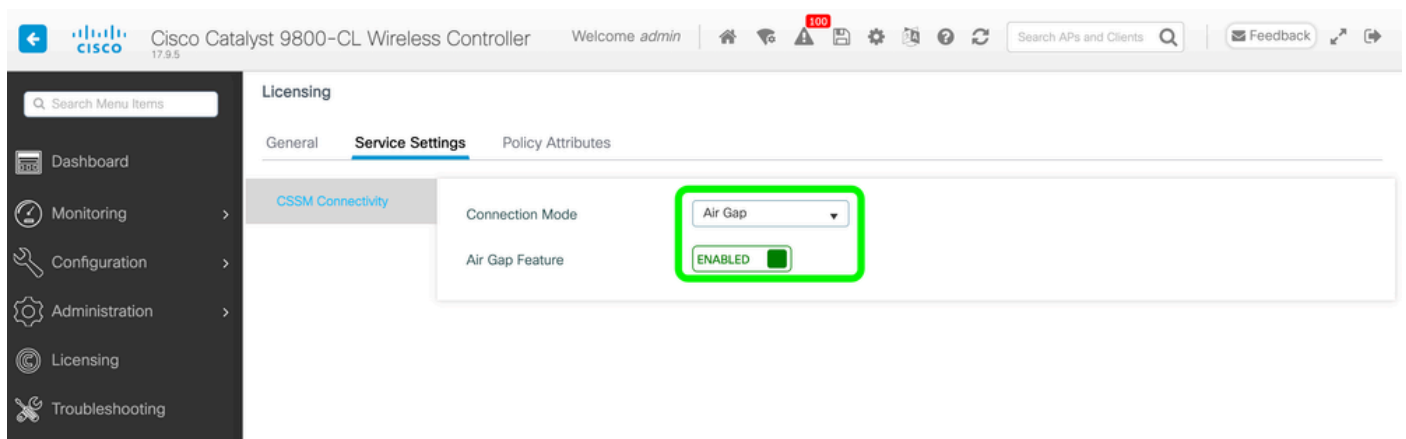 CISCO
Cisco Catalyst 9800-CL Wireless Controller
17.9.5
Welcome admin
100
Search APs and Clients
Feedback
Search Menu Items
Dashboard
Monitoring
Configuration
Administration
Licensing
Troubleshooting
Licensing
General Service Settings Policy Attributes
CSSM Connectivity
Connection Mode Air Gap
Air Gap Feature ENABLED